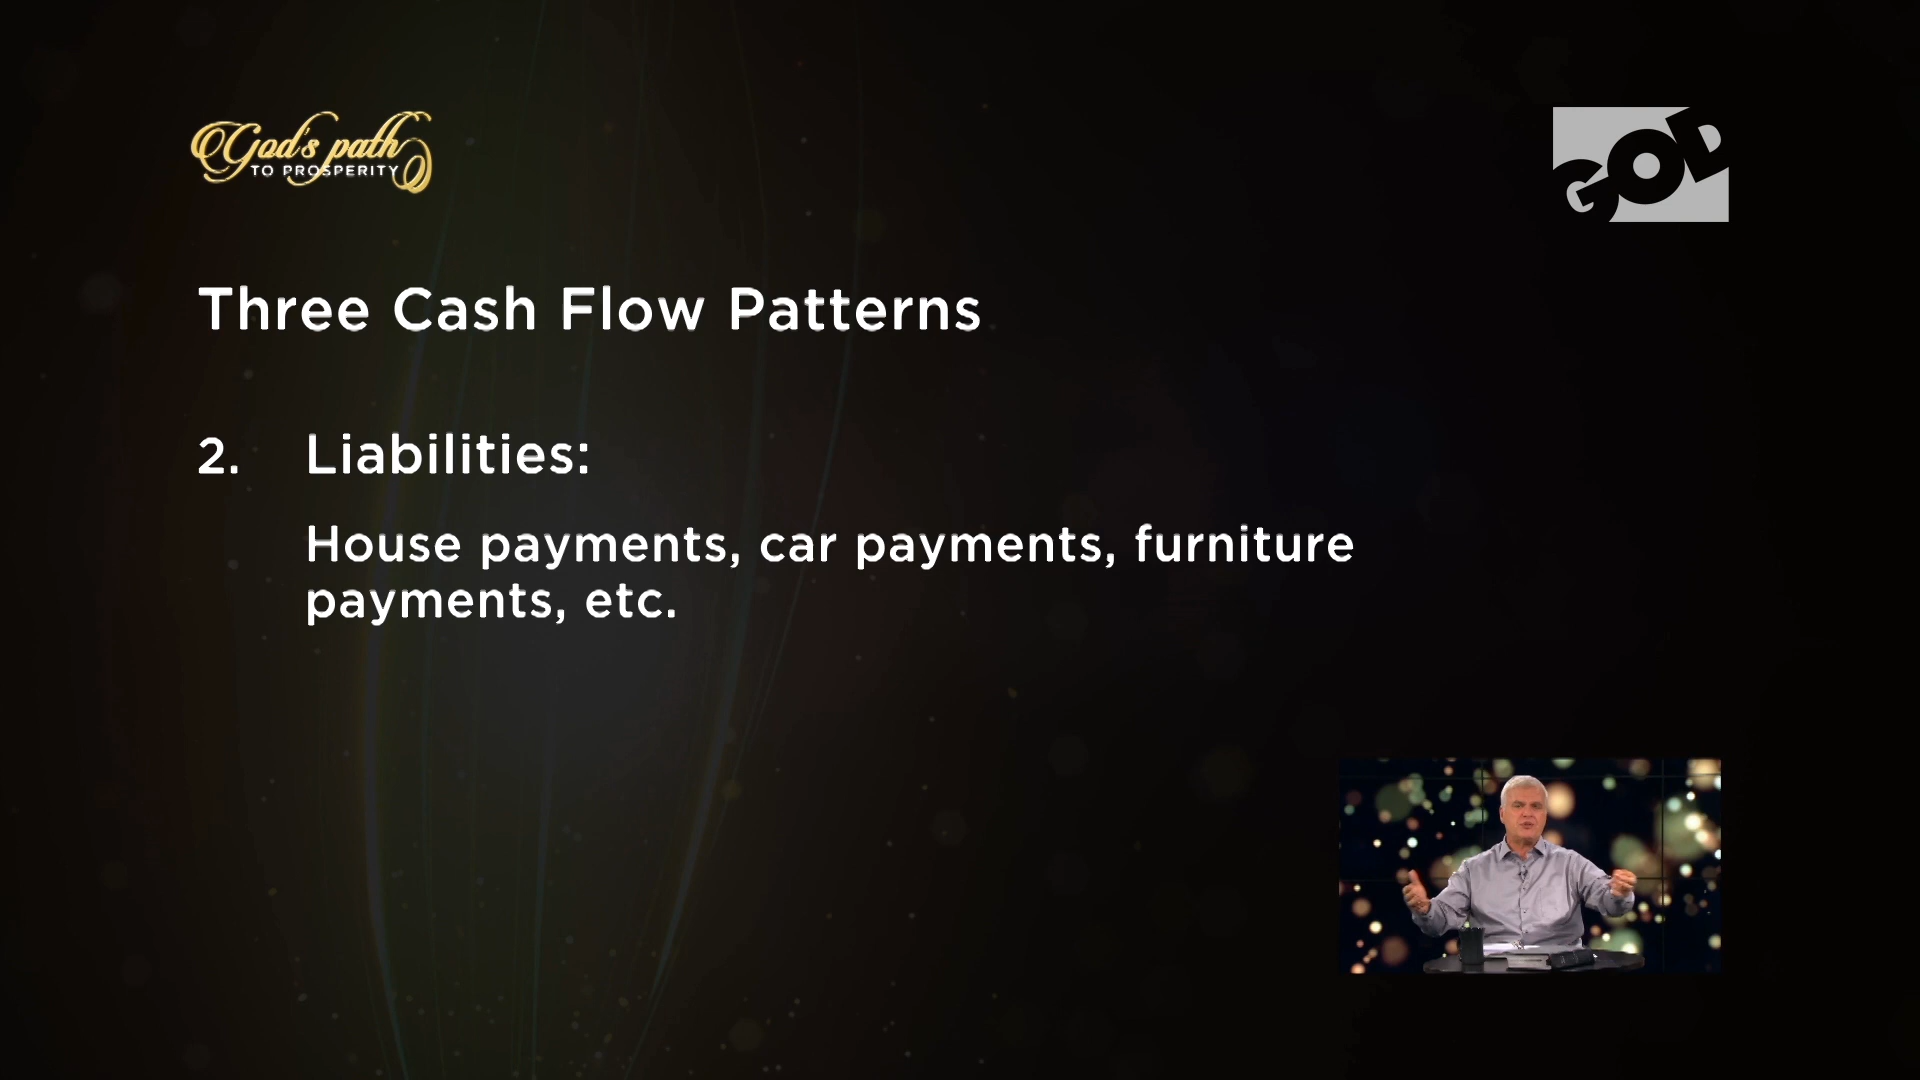 God's path
TO PROSPERITY
GOD
Three Cash Flow Patterns
2. Liabilities:
House payments, car payments, furniture
payments, etc.